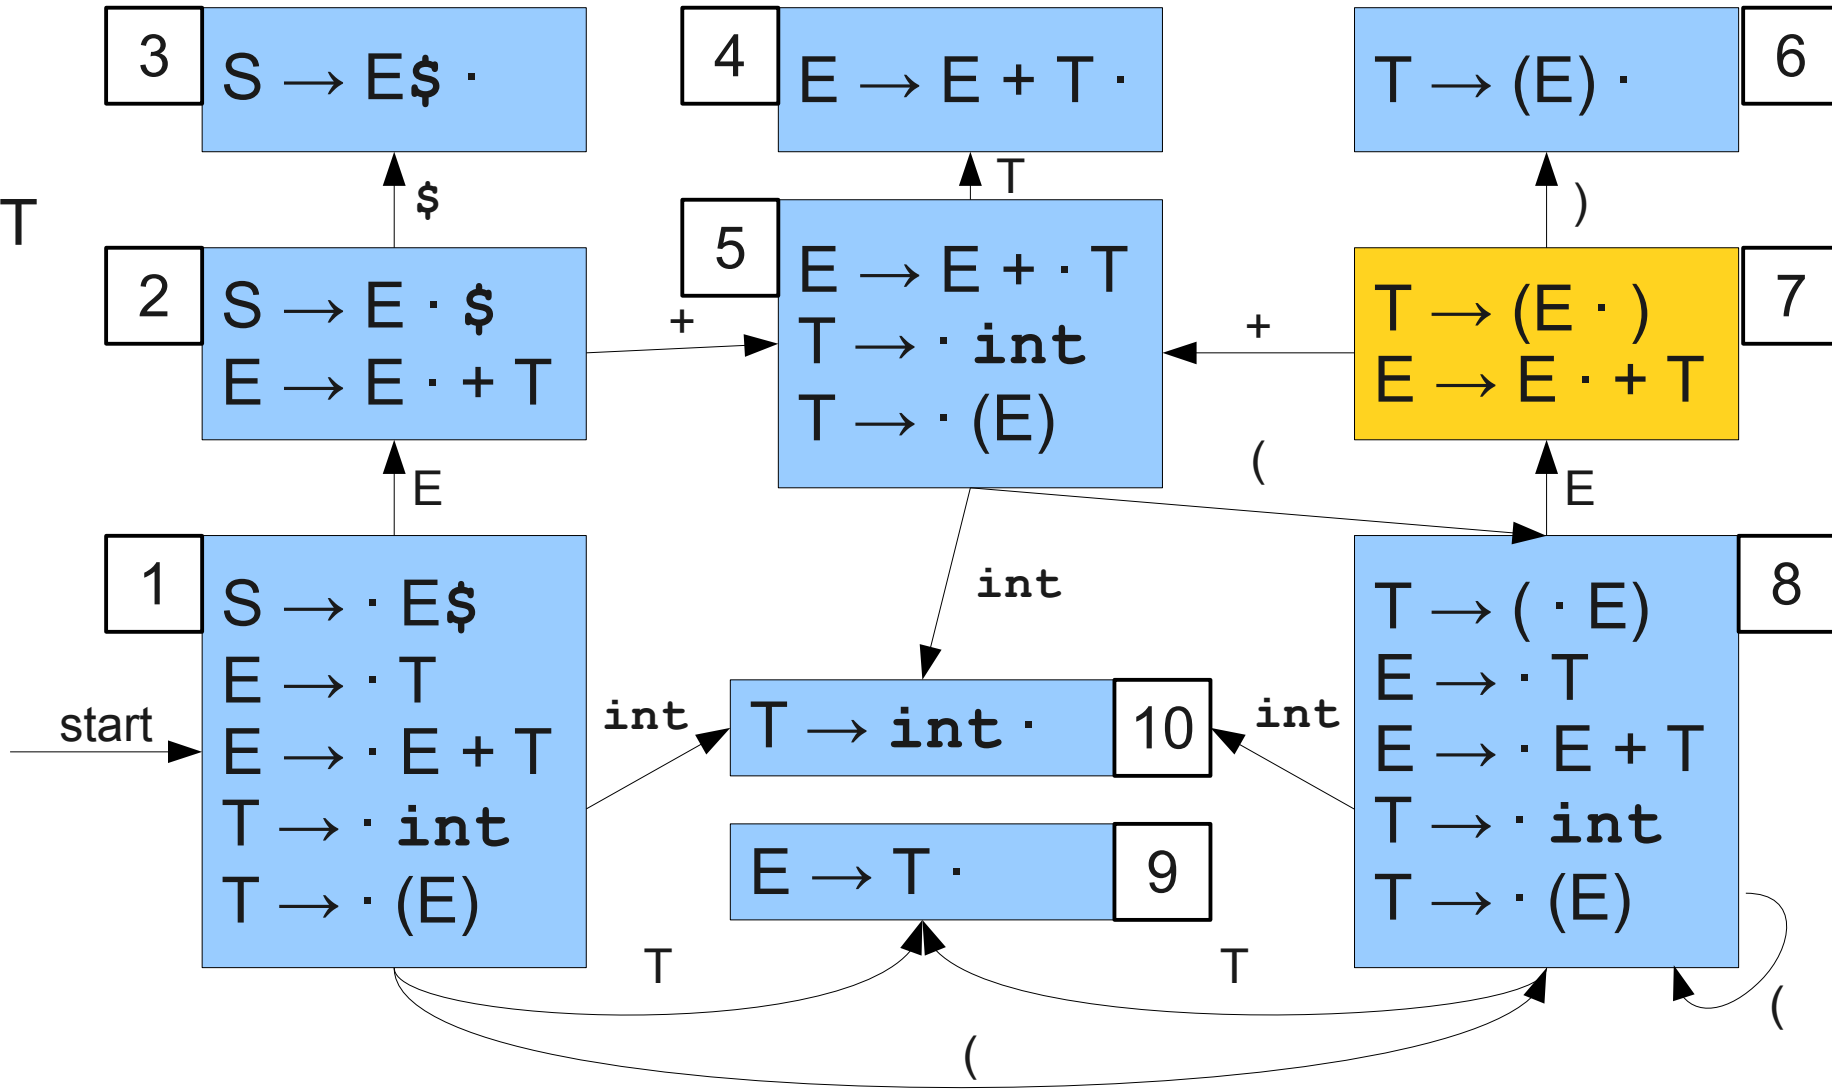 3
S → E$ ·
4
E → E + T ·
6
T → (E) ·
$
T
)
T
2
S → E · $
E → E · + T
+
5
E → E + · T
T → · int
T → · (E)
+
7
T → (E · )
E → E · + T
E
(
E
int
1
S → · E$
E → · T
E → · E + T
T → · int
T → · (E)
start
int
T → int ·
10
int
E → T ·
9
8
T → ( · E)
E → · T
E → · E + T
T → · int
T → · (E)
T
T
(
(